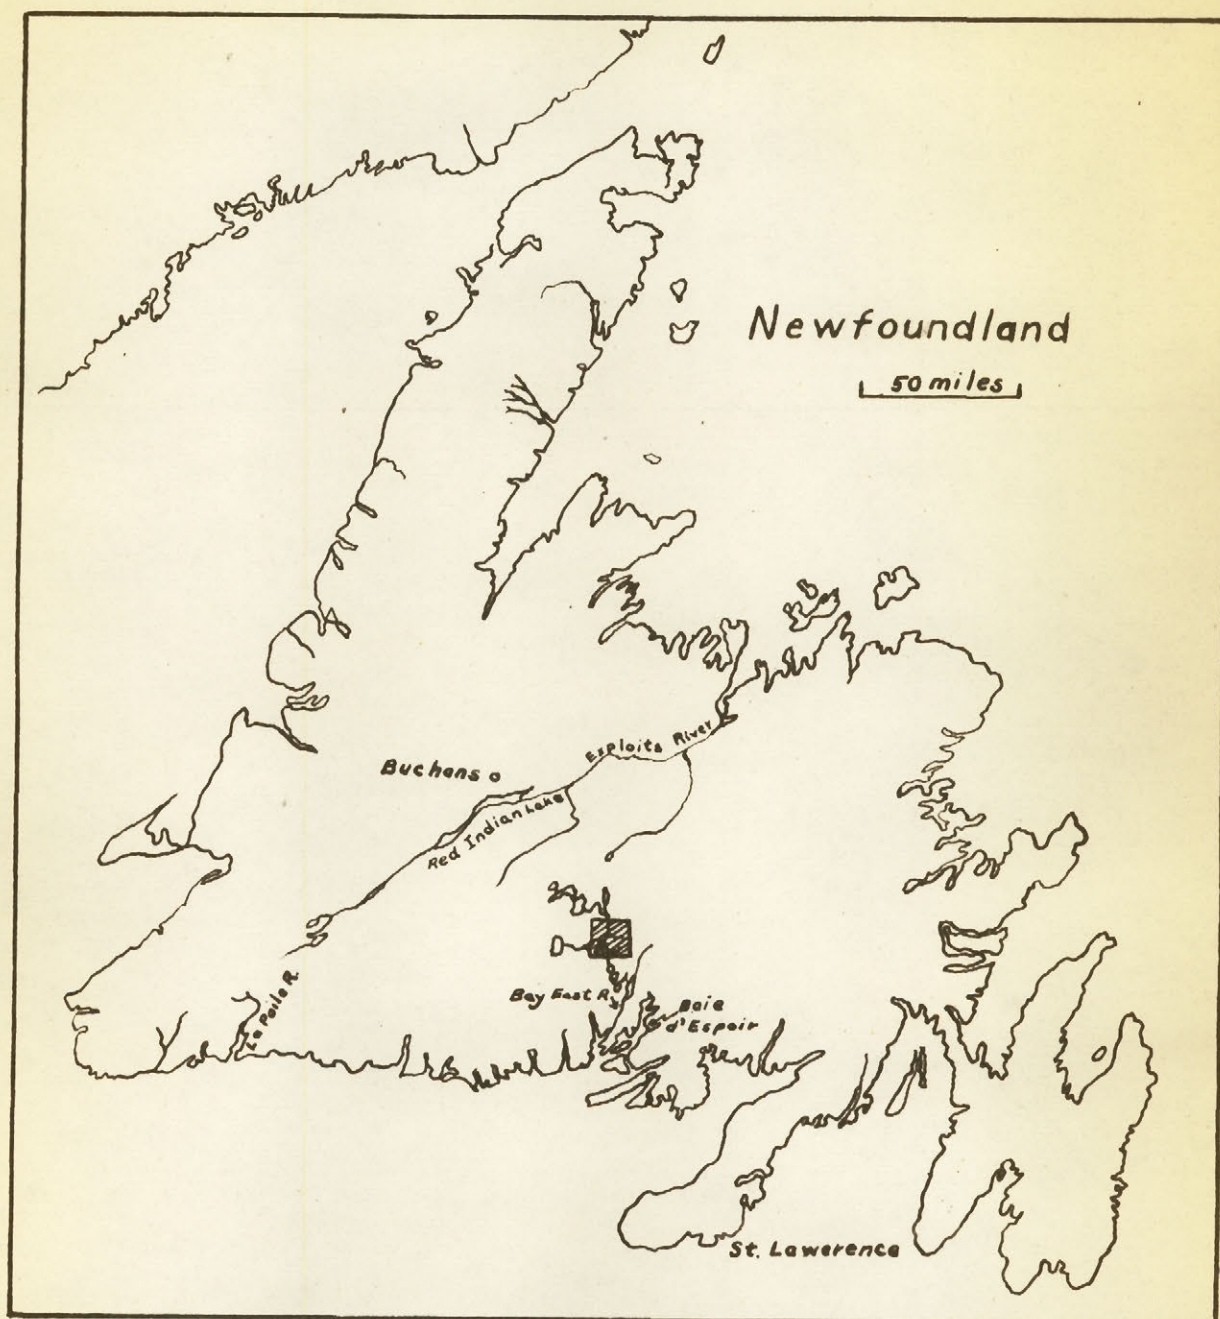 Newfoundland
50 miles
Exploits River
Buchans
Red Indian Lake
La Poile R.
Bay East R.
Baie
d'Espoir
St. Lawerence